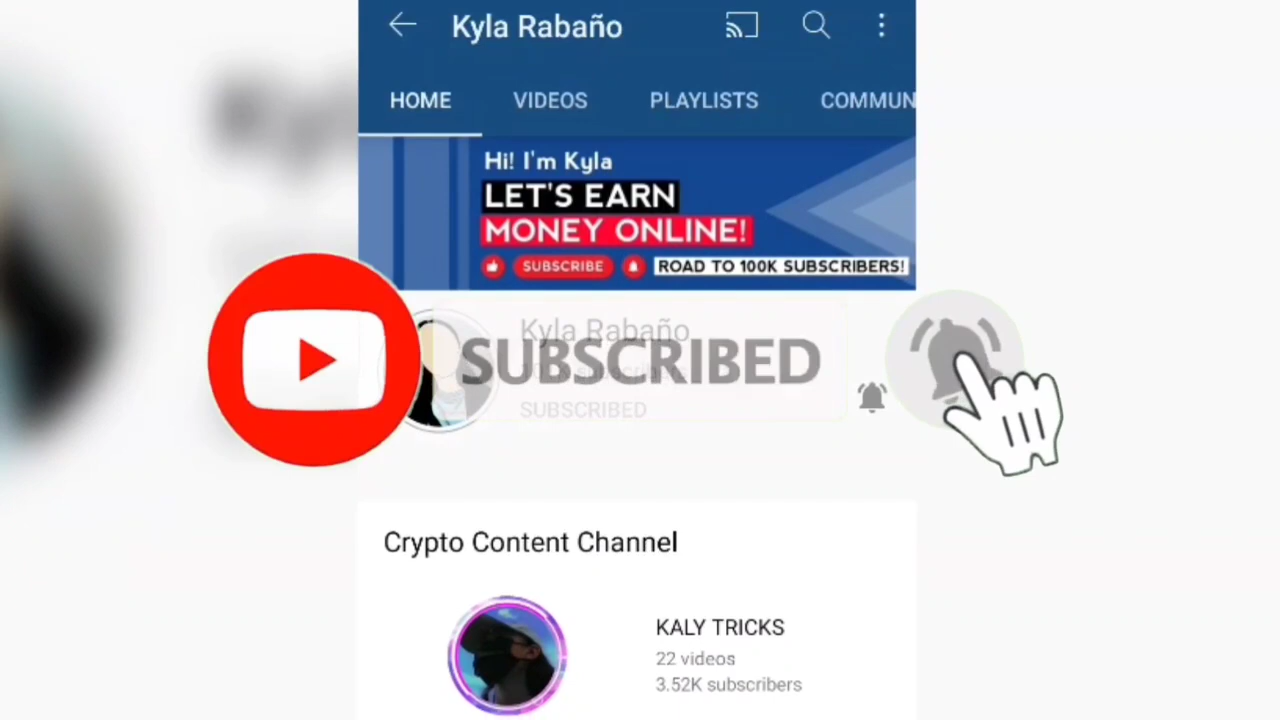 Kyla Rabaño
HOME VIDEOS PLAYLISTS COMMUN
Hi! I'm Kyla
LET'S EARN
MONEY ONLINE!
SUBSCRIBE ROAD TO 100K SUBSCRIBERS!
Kyla Rabaño
SUBSCRIBED
SUBSCRIBED
Crypto Content Channel
KALY TRICKS
22 videos
3.52K subscribers